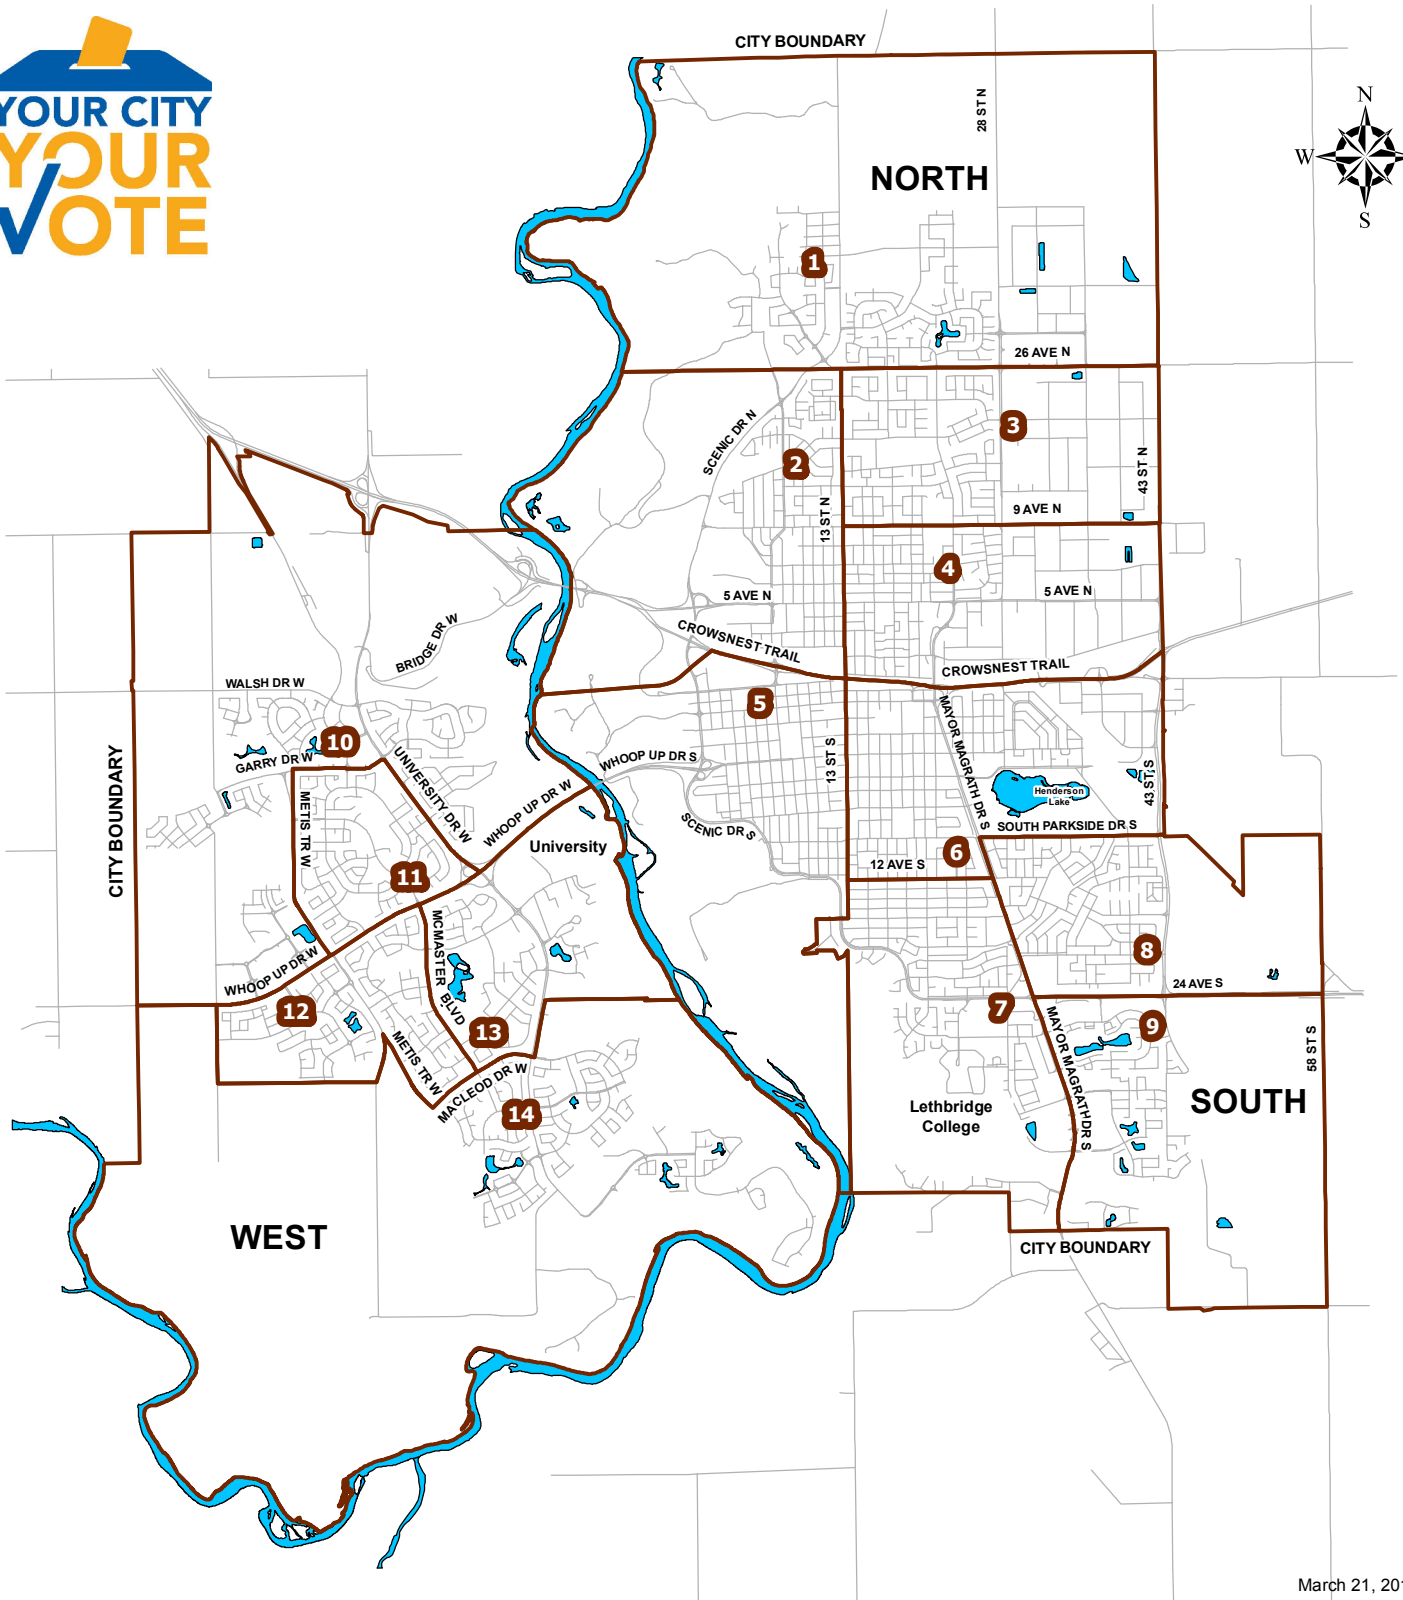 YOUR CITY
YOUR
VOTE
CITY BOUNDARY
28 ST N
N
W
S
NORTH
1
26 AVE N
SCENIC DR N
2
3
13 ST N
43 ST N
9 AVE N
4
5 AVE N
5 AVE N
CROWSNEST TRAIL
CROWSNEST TRAIL
BRIDGE DR W
WALSH DR W
5
10
GARRY DR W
UNIVERSITY DR W
METIS TR W
WHOOP UP DR W
WHOOP UP DR S
13 ST S
MAYOR MAGRATH DR S
Henderson
Lake
43 ST S
SOUTH PARKSIDE DR S
CITY BOUNDARY
SCENIC DR S
University
6
12 AVE S
11
MCMASTER BLVD
WHOOP UP DR W
8
24 AVE S
12
13
7
9
METIS TR W
MACLEOD DR W
MAYOR MAGRATH DR S
58 ST S
14
Lethbridge
College
SOUTH
WEST
CITY BOUNDARY
March 21, 201